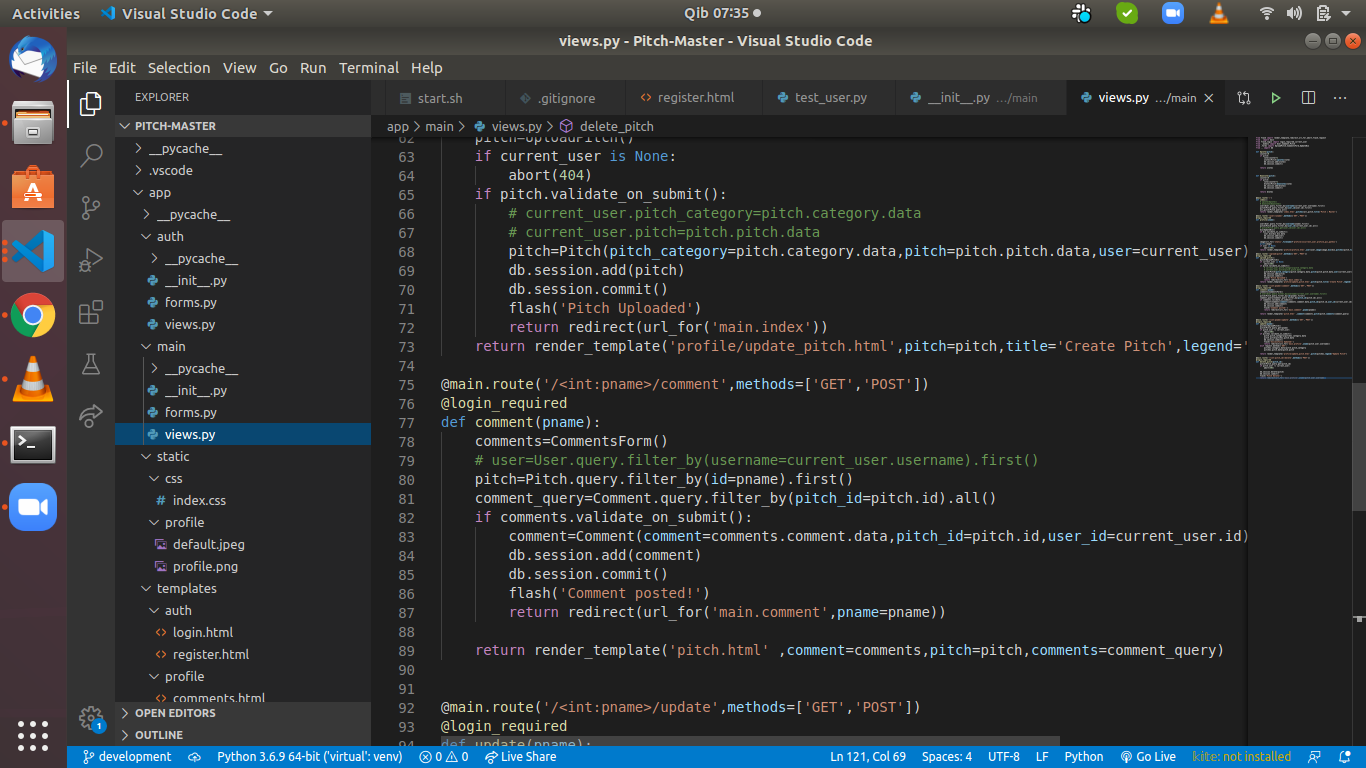 Activities
Visual Studio Code
Qib 07:35
views.py - Pitch-Master - Visual Studio Code
File Edit Selection View Go Run Terminal Help
EXPLORER
PITCH-MASTER
__pycache__
.vscode
app
__pycache__
auth
__pycache__
__init__.py
forms.py
views.py
main
__pycache__
__init__.py
forms.py
views.py
static
css
# index.css
profile
default.jpeg
profile.png
templates
auth
<> login.html
<> register.html
profile
<> comments.html
OPEN EDITORS
OUTLINE
1
start.sh
.gitignore
<> register.html
test_user.py
__init__.py .../main
views.py .../main
app > main > views.py > delete_pitch
62 pitch=UploadPitch()
63 if current_user is None:
64 abort(404)
65 if pitch.validate_on_submit():
66 # current_user.pitch_category=pitch.category.data
67 # current_user.pitch=pitch.pitch.data
68 pitch=Pitch(pitch_category=pitch.category.data,pitch=pitch.pitch.data,user=current_user)
69 db.session.add(pitch)
70 db.session.commit()
71 flash('Pitch Uploaded')
72 return redirect(url_for('main.index'))
73 return render_template('profile/update_pitch.html',pitch=pitch,title='Create Pitch',legend='
74
75 @main.route('/<int:pname>/comment',methods=['GET','POST'])
76 @login_required
77 def comment(pname):
78 comments=CommentsForm()
79 # user=User.query.filter_by(username=current_user.username).first()
80 pitch=Pitch.query.filter_by(id=pname).first()
81 comment_query=Comment.query.filter_by(pitch_id=pitch.id).all()
82 if comments.validate_on_submit():
83 comment=Comment(comment=comments.comment.data,pitch_id=pitch.id,user_id=current_user.id)
84 db.session.add(comment)
85 db.session.commit()
86 flash('Comment posted!')
87 return redirect(url_for('main.comment',pname=pname))
88
89 return render_template('pitch.html' ,comment=comments,pitch=pitch,comments=comment_query)
90
91
92 @main.route('/<int:pname>/update',methods=['GET','POST'])
93 @login_required
94 def update(pname):
development
Python 3.6.9 64-bit ('virtual': venv)
0 0
Live Share
Ln 121, Col 69
Spaces: 4
UTF-8
LF
Python
Go Live
kite: not installed